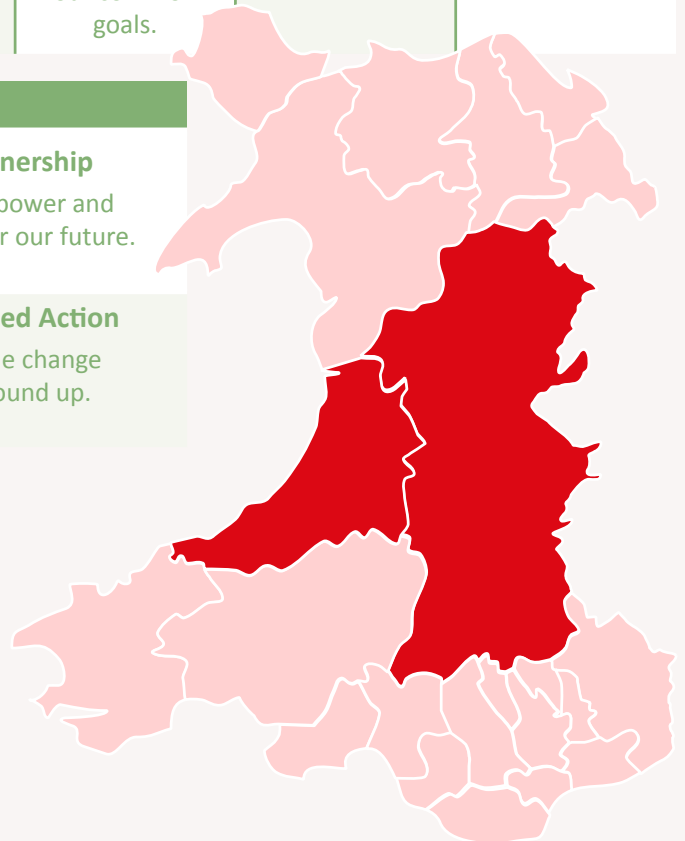 goals.
nership
power and
r our future.
ed Action
e change
ound up.